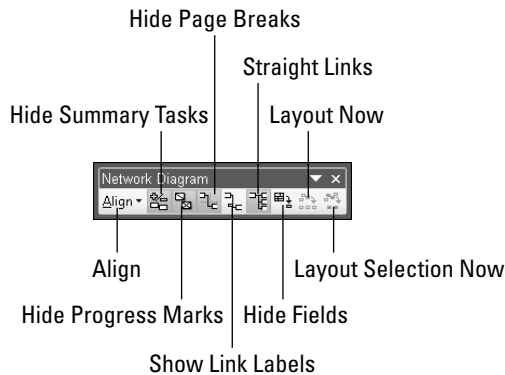 Hide Page Breaks
Straight Links
Hide Summary Tasks
Layout Now
Network Diagram
Align
Align
Layout Selection Now
Hide Progress Marks
Hide Fields
Show Link Labels